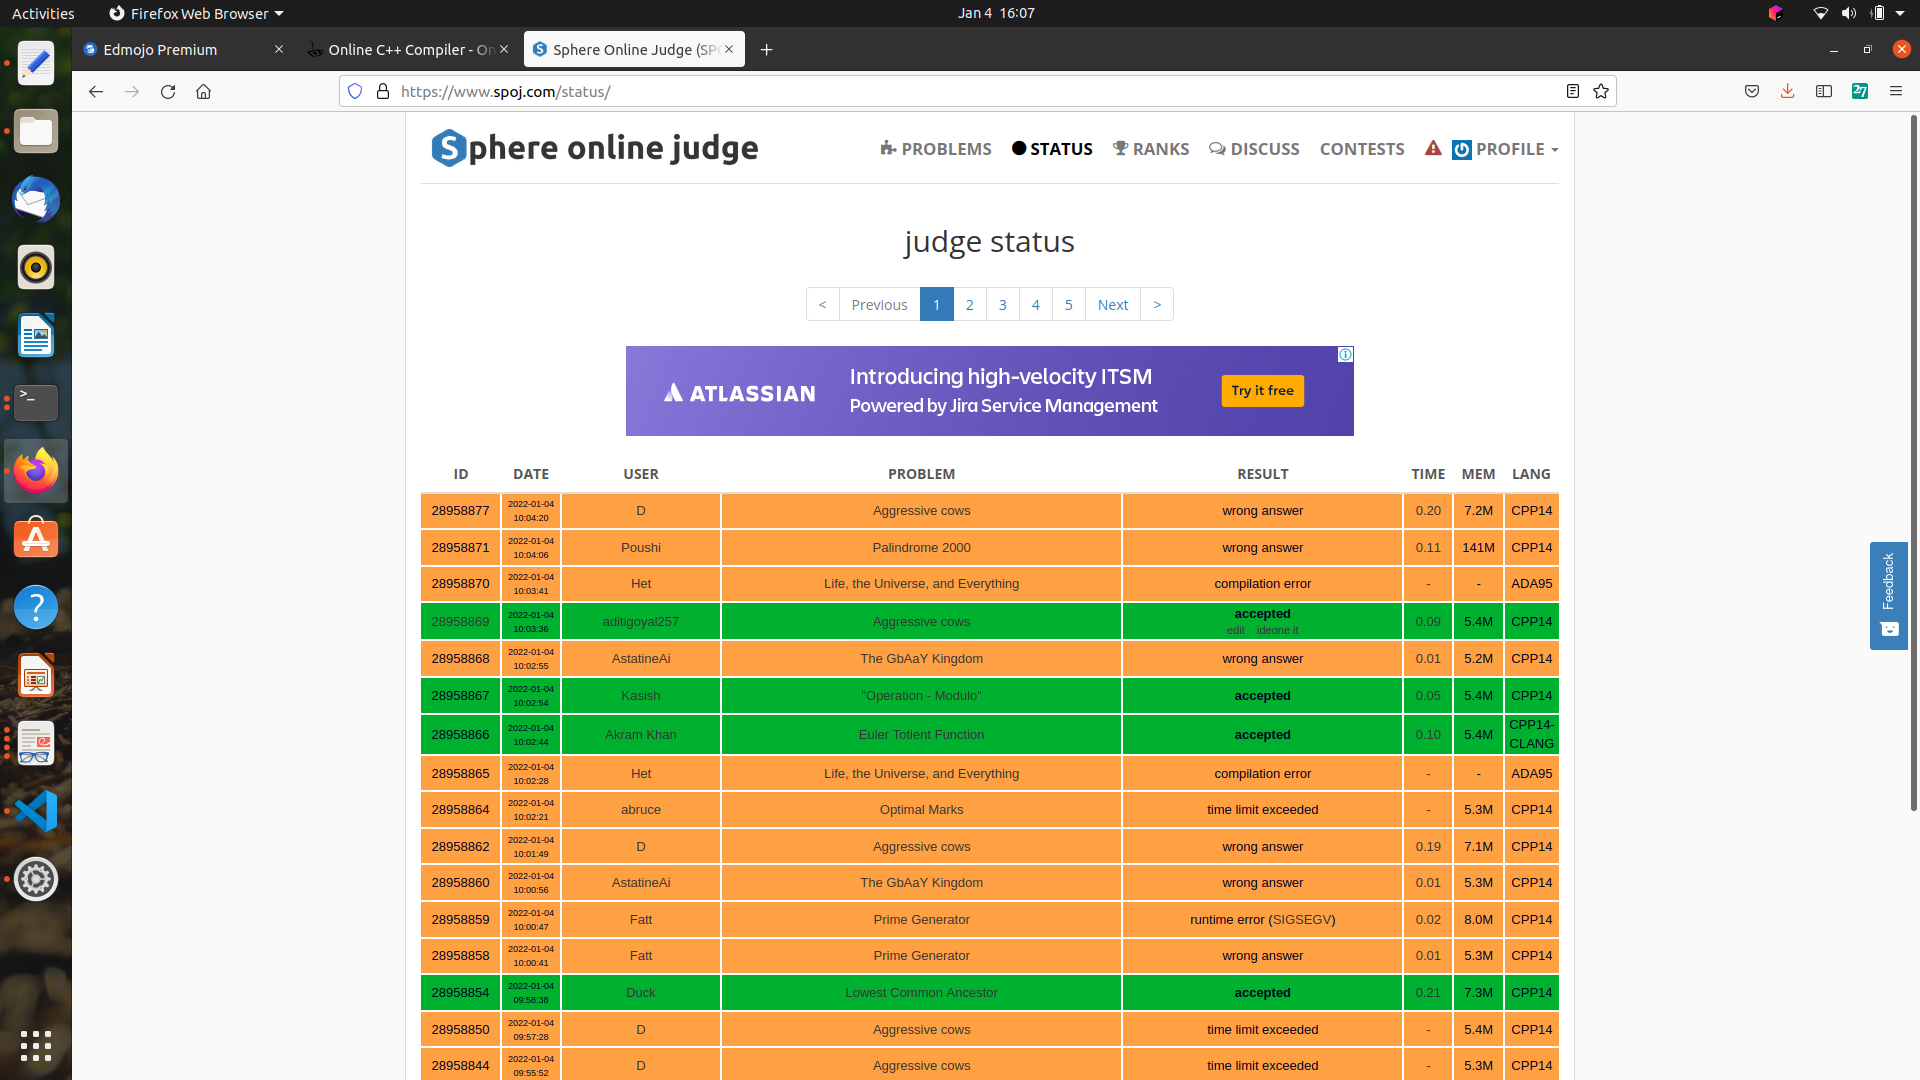 Activities
Firefox Web Browser
Jan 4 16:07
Edmojo Premium
Online C++ Compiler - On
Sphere Online Judge (SPO
https://www.spoj.com/status/
27
Sphere online judge
PROBLEMS STATUS RANKS DISCUSS CONTESTS PROFILE
judge status
< Previous 1 2 3 4 5 Next >
ATLASSIAN
Introducing high-velocity ITSM
Powered by Jira Service Management
Try it free
ID DATE USER PROBLEM RESULT TIME MEM LANG
28958877 2022-01-04 10:04:20 D Aggressive cows wrong answer 0.20 7.2M CPP14
28958871 2022-01-04 10:04:06 Poushi Palindrome 2000 wrong answer 0.11 141M CPP14
28958870 2022-01-04 10:03:41 Het Life, the Universe, and Everything compilation error - - ADA95
28958869 2022-01-04 10:03:36 aditigoyal257 Aggressive cows accepted edit ideone it 0.09 5.4M CPP14
28958868 2022-01-04 10:02:55 AstatineAi The GbAaY Kingdom wrong answer 0.01 5.2M CPP14
28958867 2022-01-04 10:02:54 Kasish "Operation - Modulo" accepted 0.05 5.4M CPP14
28958866 2022-01-04 10:02:44 Akram Khan Euler Totient Function accepted 0.10 5.4M CPP14-CLANG
28958865 2022-01-04 10:02:28 Het Life, the Universe, and Everything compilation error - - ADA95
28958864 2022-01-04 10:02:21 abruce Optimal Marks time limit exceeded - 5.3M CPP14
28958862 2022-01-04 10:01:49 D Aggressive cows wrong answer 0.19 7.1M CPP14
28958860 2022-01-04 10:00:56 AstatineAi The GbAaY Kingdom wrong answer 0.01 5.3M CPP14
28958859 2022-01-04 10:00:47 Fatt Prime Generator runtime error (SIGSEGV) 0.02 8.0M CPP14
28958858 2022-01-04 10:00:41 Fatt Prime Generator wrong answer 0.01 5.3M CPP14
28958854 2022-01-04 09:58:38 Duck Lowest Common Ancestor accepted 0.21 7.3M CPP14
28958850 2022-01-04 09:57:28 D Aggressive cows time limit exceeded - 5.4M CPP14
28958844 2022-01-04 09:55:52 D Aggressive cows time limit exceeded - 5.3M CPP14
Feedback